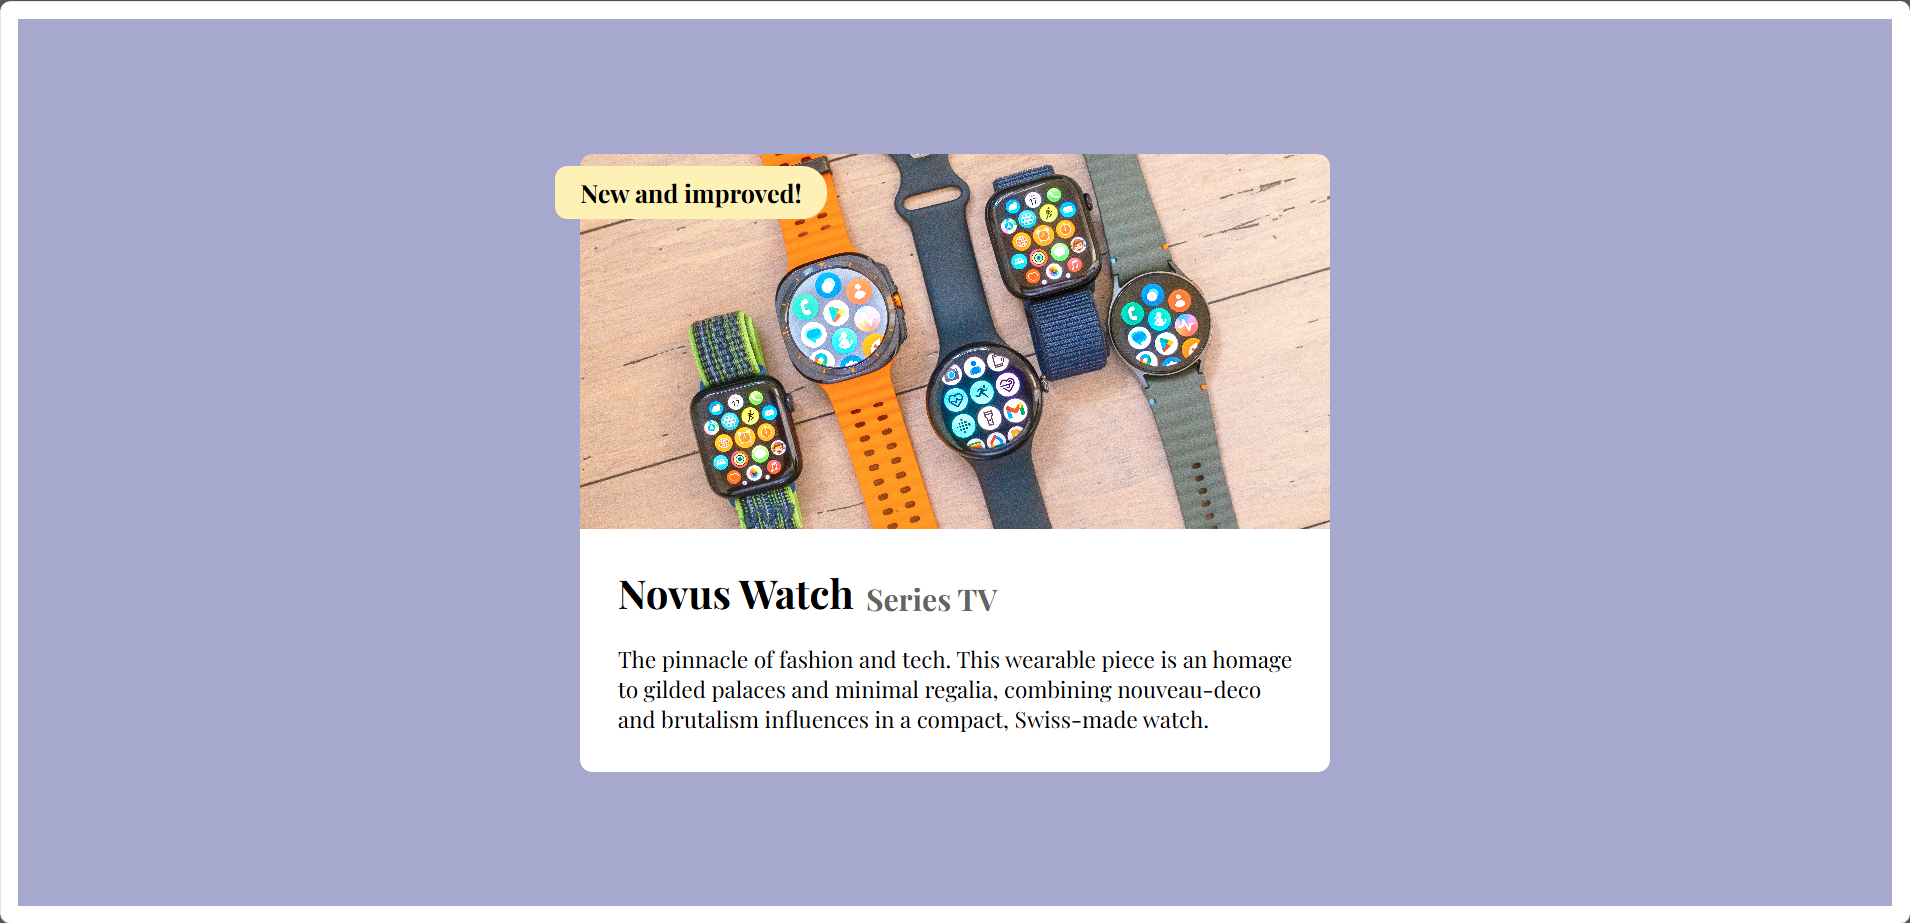 New and improved!
Novus Watch Series TV
The pinnacle of fashion and tech. This wearable piece is an homage
to gilded palaces and minimal regalia, combining nouveau-deco
and brutalism influences in a compact, Swiss-made watch.